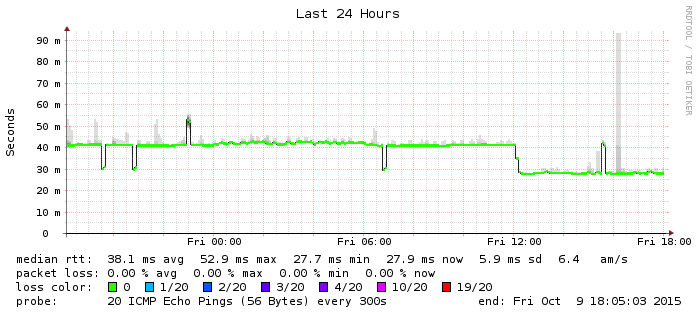 Last 24 Hours
RRDTOOL / TOBI OETIKER
Seconds
90 m
80 m
70 m
60 m
50 m
40 m
30 m
20 m
10 m
0
Fri 00:00 Fri 06:00 Fri 12:00 Fri 18:00
median rtt: 38.1 ms avg 52.9 ms max 27.7 ms min 27.9 ms now 5.9 ms sd 6.4 am/s
packet loss: 0.00 % avg 0.00 % max 0.00 % min 0.00 % now
loss color: 0 1/20 2/20 3/20 4/20 10/20 19/20
probe: 20 ICMP Echo Pings (56 Bytes) every 300s end: Fri Oct 9 18:05:03 2015